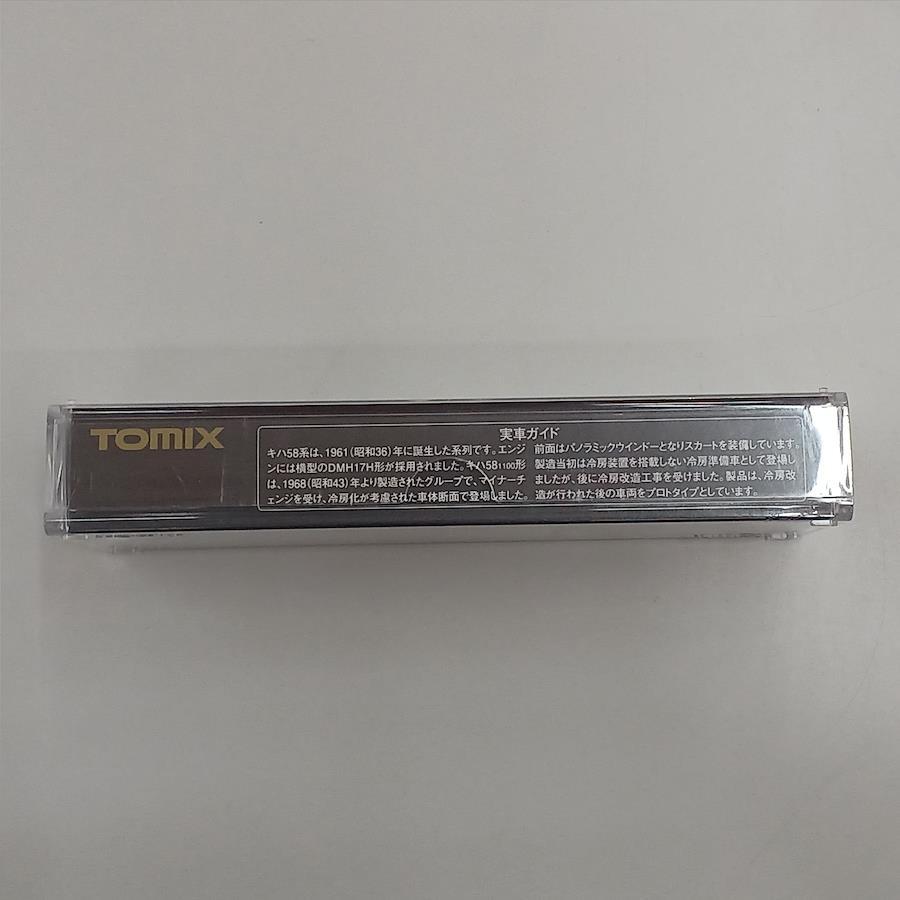 TOMIX
実車ガイド
キハ58系は、1961(昭和36)年に誕生した系列です。エンジ
ンには横型のDMH17H形が採用されました。キハ581100形
は、1968(昭和43)年より製造されたグループで、マイナーチ
ェンジを受け、冷房化が考慮された車体断面で登場しました。
前面はパノラミックウインドーとなりスカートを装備しています。
製造当初は冷房装置を搭載しない冷房準備車として登場し
ましたが、後に冷房改造工事を受けました。製品は、冷房改
造が行われた後の車両をプロトタイプとしています。